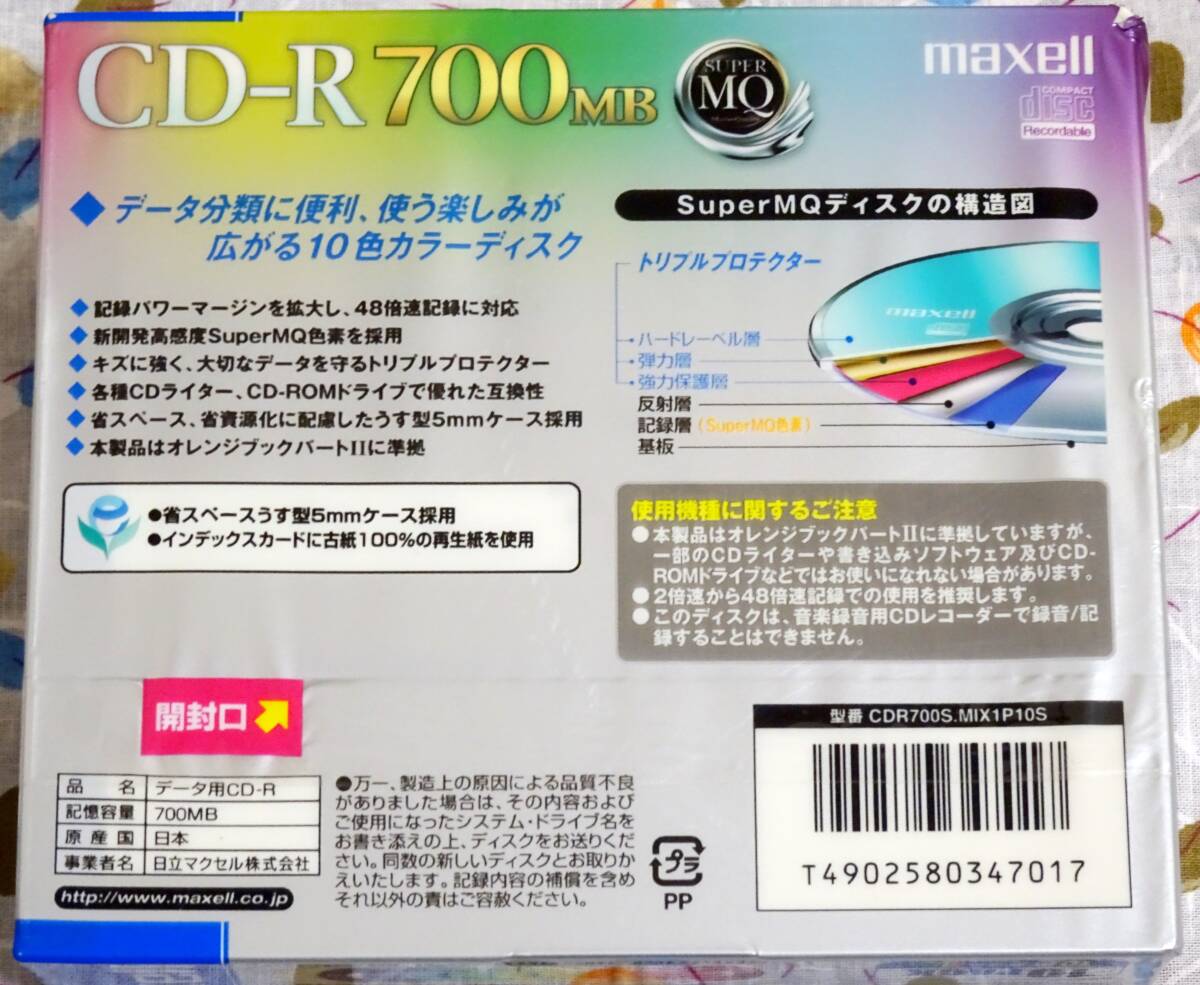 CD-R 700MB
SUPER
MQ
maxell
COMPACT
disc
Recordable
◆データ分類に便利、使う楽しみが
広がる10色カラーディスク
◆記録パワーマージンを拡大し、48倍速記録に対応
◆新開発高感度SuperMQ色素を採用
◆キズに強く、大切なデータを守るトリプルプロテクター
◆各種CDライター、CD-ROMドライブで優れた互換性
◆省スペース、省資源化に配慮したうす型5mmケース採用
◆本製品はオレンジブックパートIIに準拠
●省スペースうす型5mmケース採用
●インデックスカードに古紙100%の再生紙を使用
SuperMQディスクの構造図
トリプルプロテクター
ハードレーベル層
弾力層
強力保護層
反射層
記録層(SuperMQ色素)
基板
maxell
使用機種に関するご注意
●本製品はオレンジブックパートIIに準拠していますが、
一部のCDライターや書き込みソフトウェア及びCD-
ROMドライブなどではお使いになれない場合があります。
●2倍速から48倍速記録での使用を推奨します。
●このディスクは、音楽録音用CDレコーダーで録音/記
録することはできません。
開封口
品名 データ用CD-R
記憶容量 700MB
原産国 日本
事業者名 日立マクセル株式会社
http://www.maxell.co.jp
●万一、製造上の原因による品質不良
がありました場合は、その内容および
ご使用になったシステム・ドライブ名を
お書き添えの上、ディスクをお送りくだ
さい。同数の新しいディスクとお取りか
えいたします。記録内容の補償を含め
それ以外の責はご容赦ください。
プラ
PP
型番 CDR700S.MIX1P10S
T4902580347017